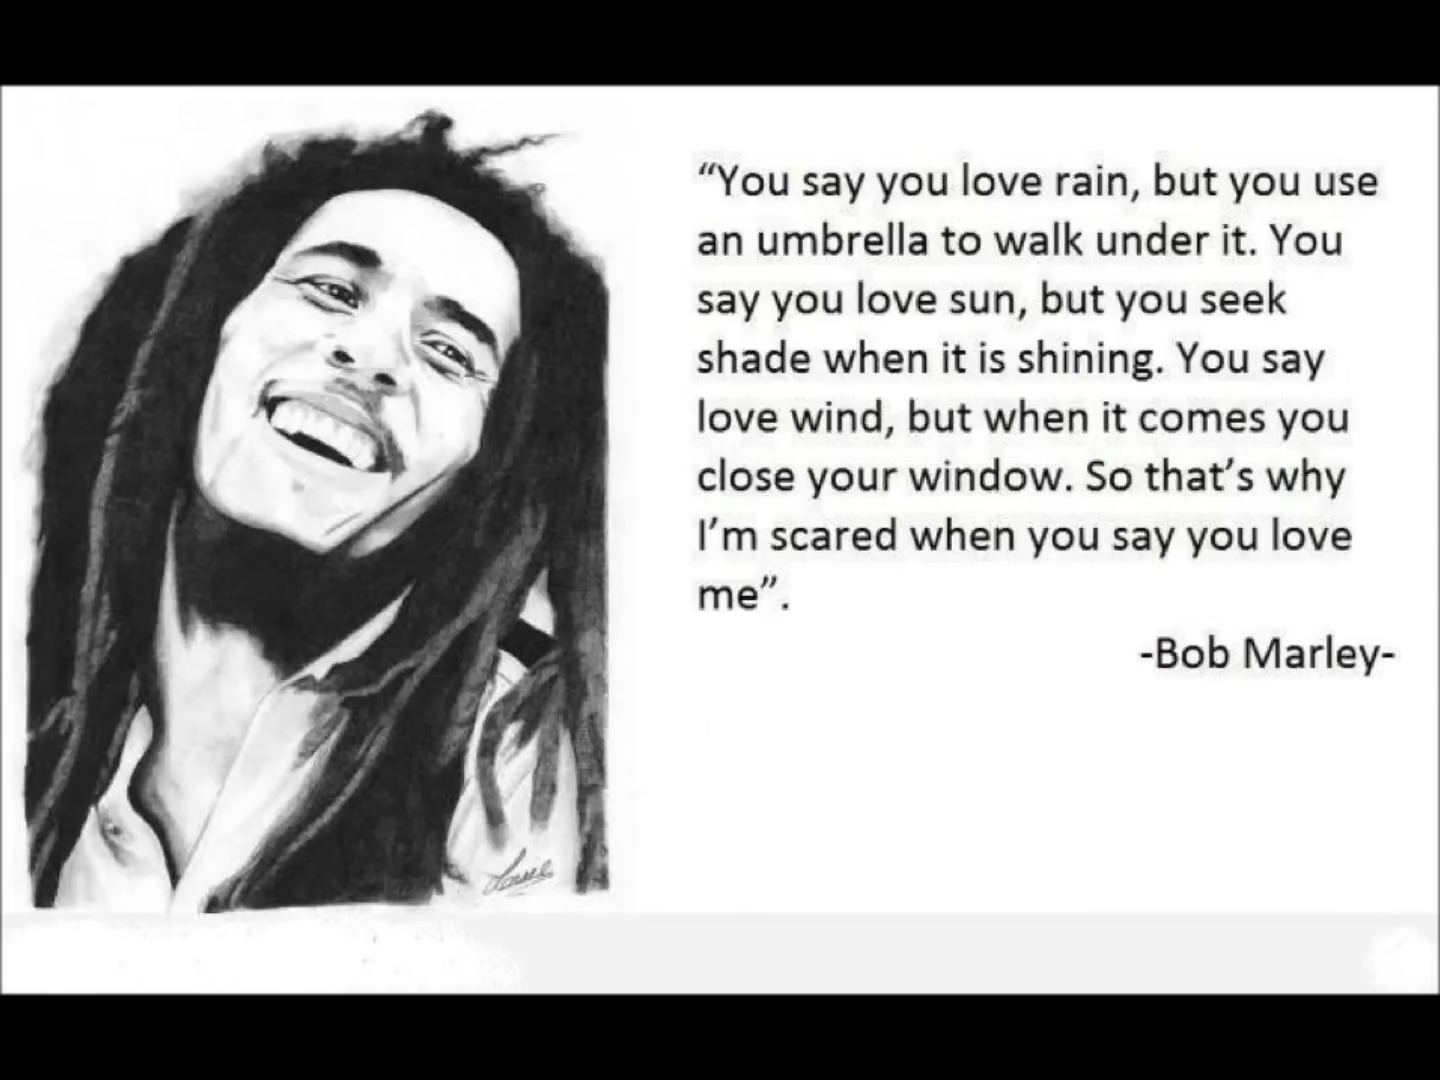 “You say you love rain, but you use
an umbrella to walk under it. You
say you love sun, but you seek
shade when it is shining. You say
love wind, but when it comes you
close your window. So that’s why
I’m scared when you say you love
me”.
-Bob Marley-